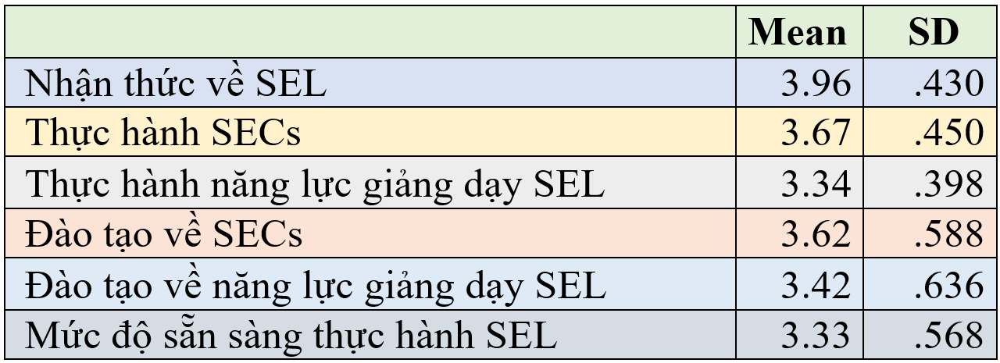 Mean SD
Nhận thức về SEL 3.96 .430
Thực hành SECs 3.67 .450
Thực hành năng lực giảng dạy SEL 3.34 .398
Đào tạo về SECs 3.62 .588
Đào tạo về năng lực giảng dạy SEL 3.42 .636
Mức độ sẵn sàng thực hành SEL 3.33 .568